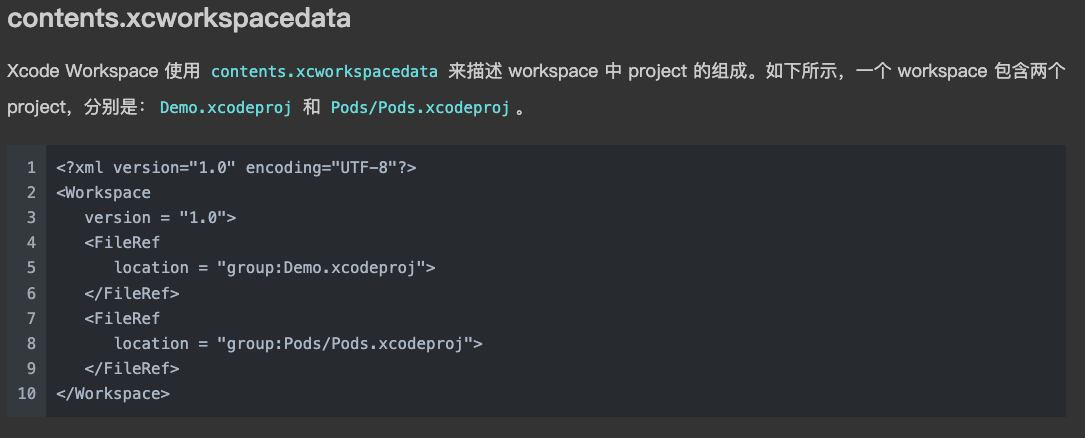 contents.xcworkspacedata
Xcode Workspace 使用 contents.xcworkspacedata 来描述 workspace 中 project 的组成。如下所示，一个 workspace 包含两个
project，分别是： Demo.xcodeproj 和 Pods/Pods.xcodeproj 。
1 <?xml version="1.0" encoding="UTF-8"?>
2 <Workspace
3    version = "1.0">
4    <FileRef
5       location = "group:Demo.xcodeproj">
6    </FileRef>
7    <FileRef
8       location = "group:Pods/Pods.xcodeproj">
9    </FileRef>
10 </Workspace>